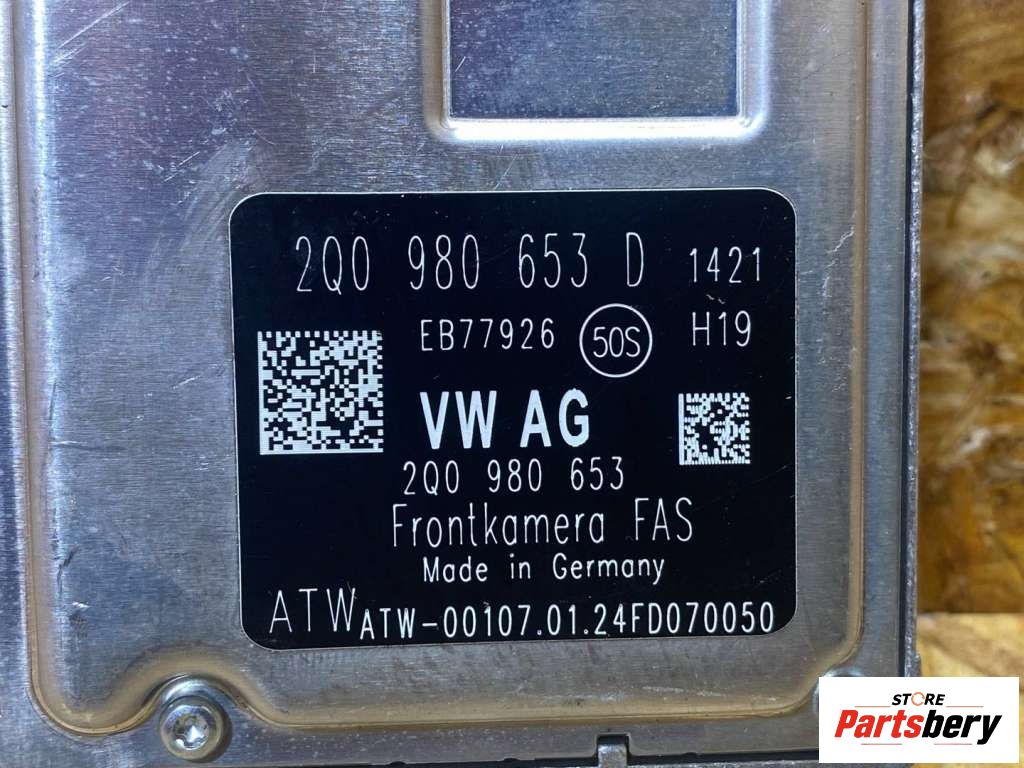 2Q0 980 653 D 1421
EB77926 50S H19
VW AG
2Q0 980 653
Frontkamera FAS
Made in Germany
ATW ATW-00107.01.24FD070050
STORE
Partsbery